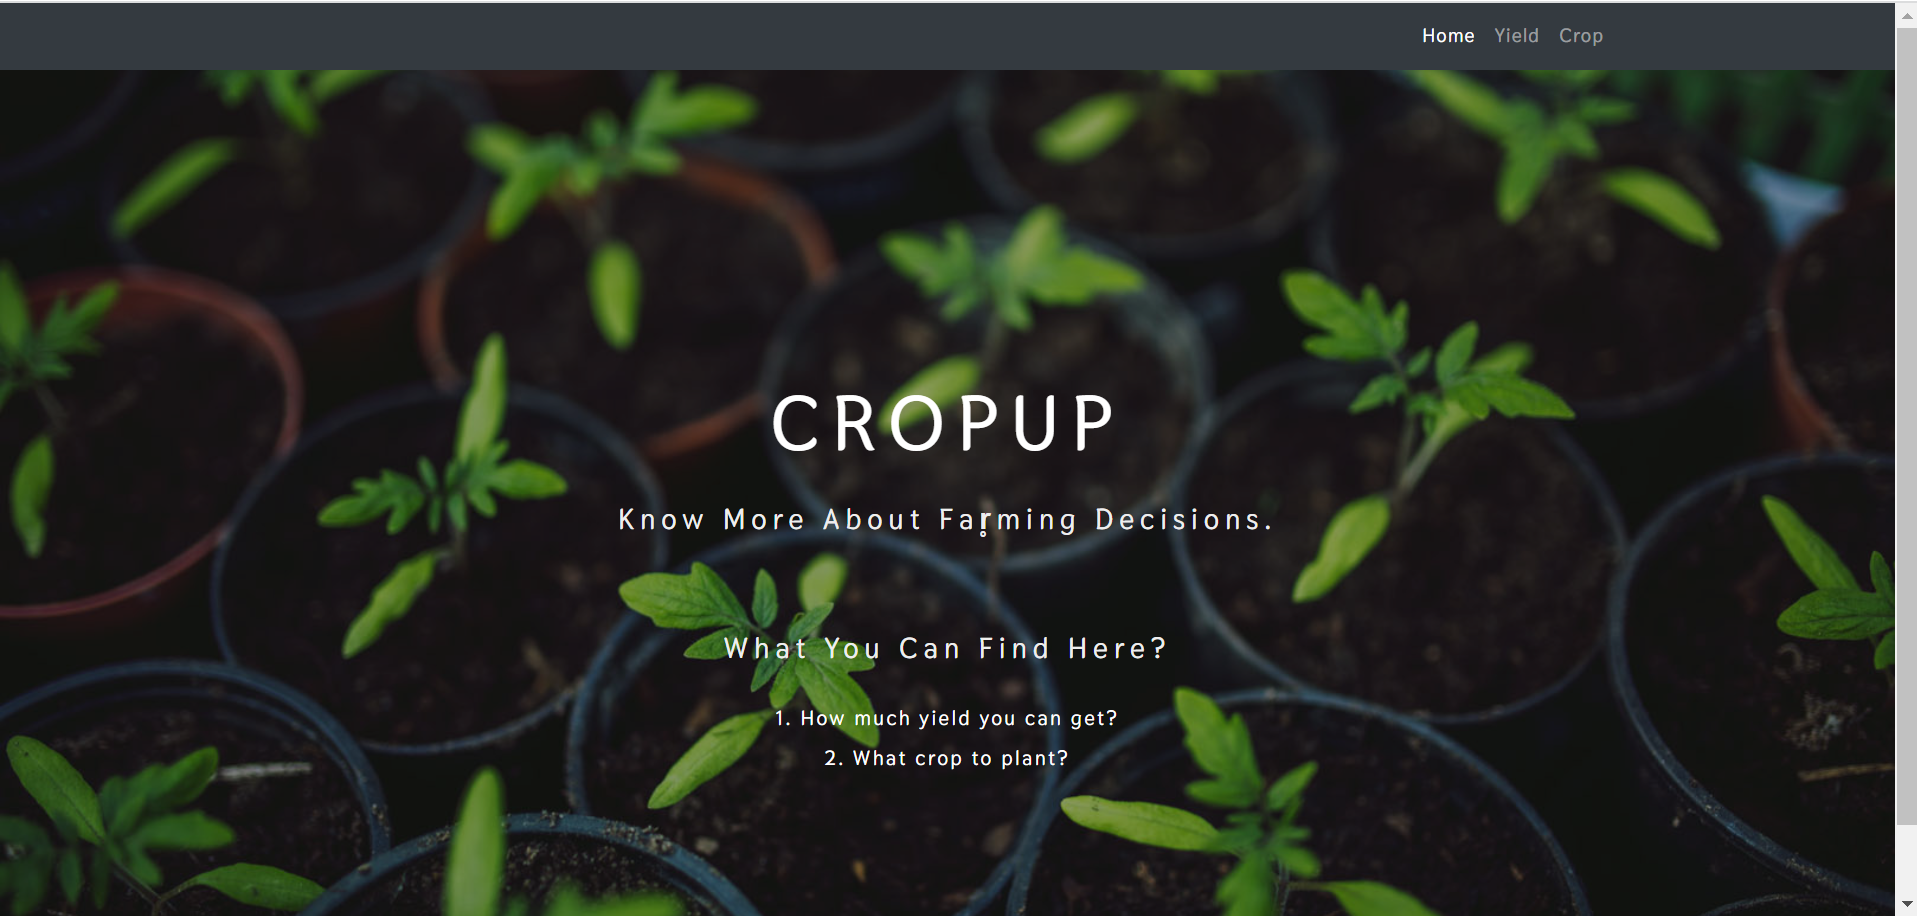 Home Yield Crop
CROPUP
Know More About Farming Decisions.
What You Can Find Here?
1. How much yield you can get?
2. What crop to plant?